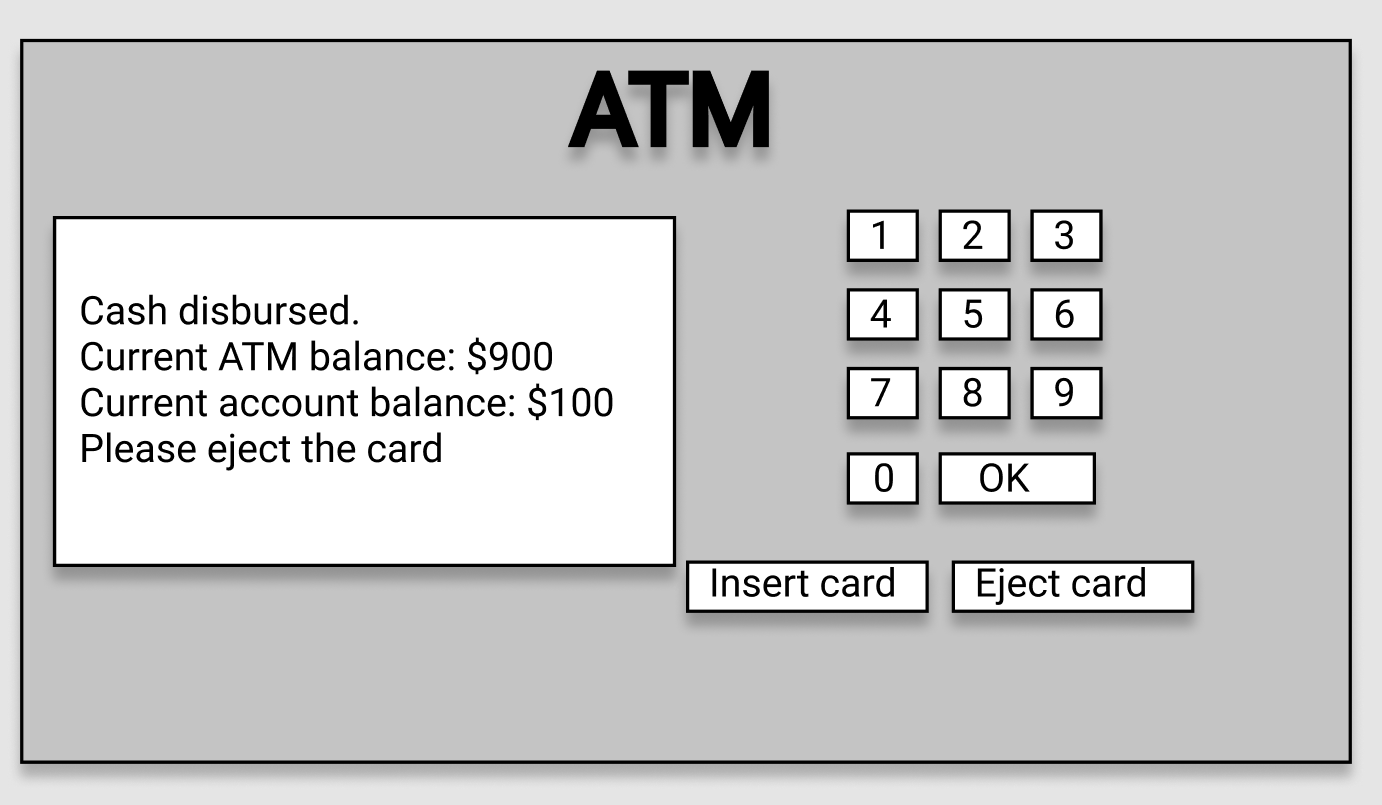 ATM
Cash disbursed.
Current ATM balance: $900
Current account balance: $100
Please eject the card
1 2 3
4 5 6
7 8 9
0 OK
Insert card Eject card